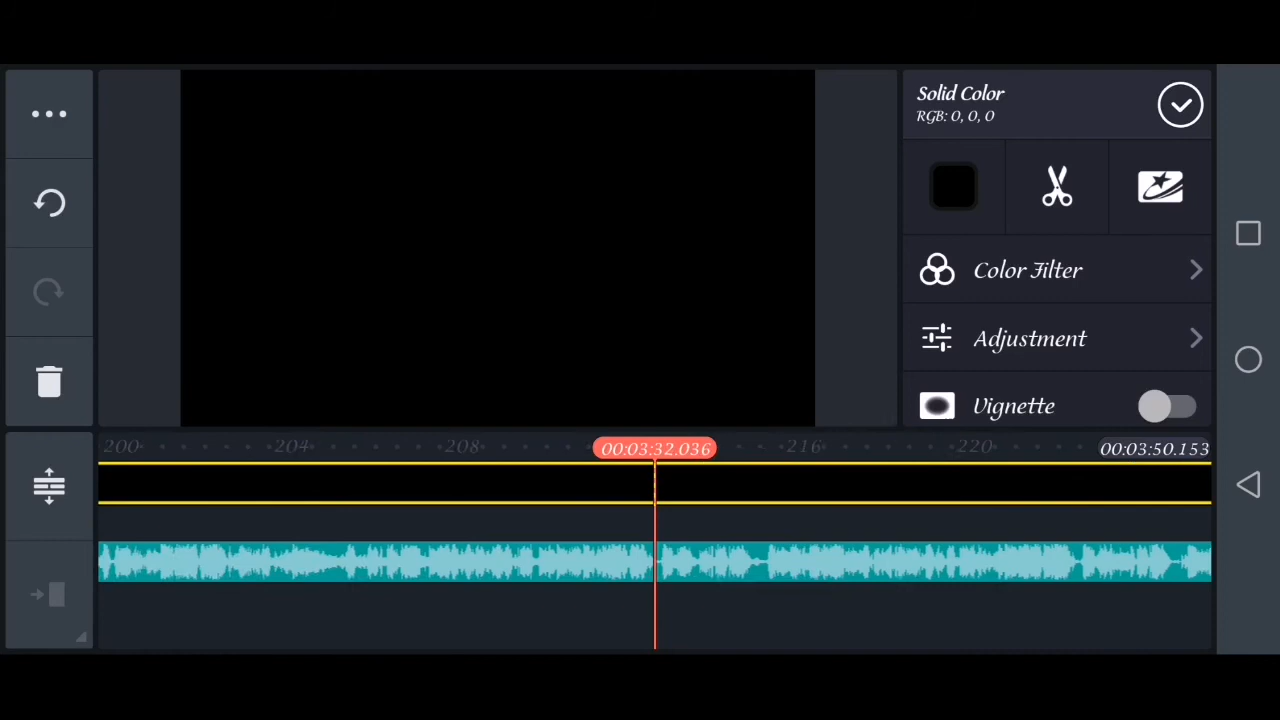 Solid Color
RGB: 0, 0, 0
Color Filter
Adjustment
Vignette
200 204 208 00:03:32.036 216 220 00:03:50.153